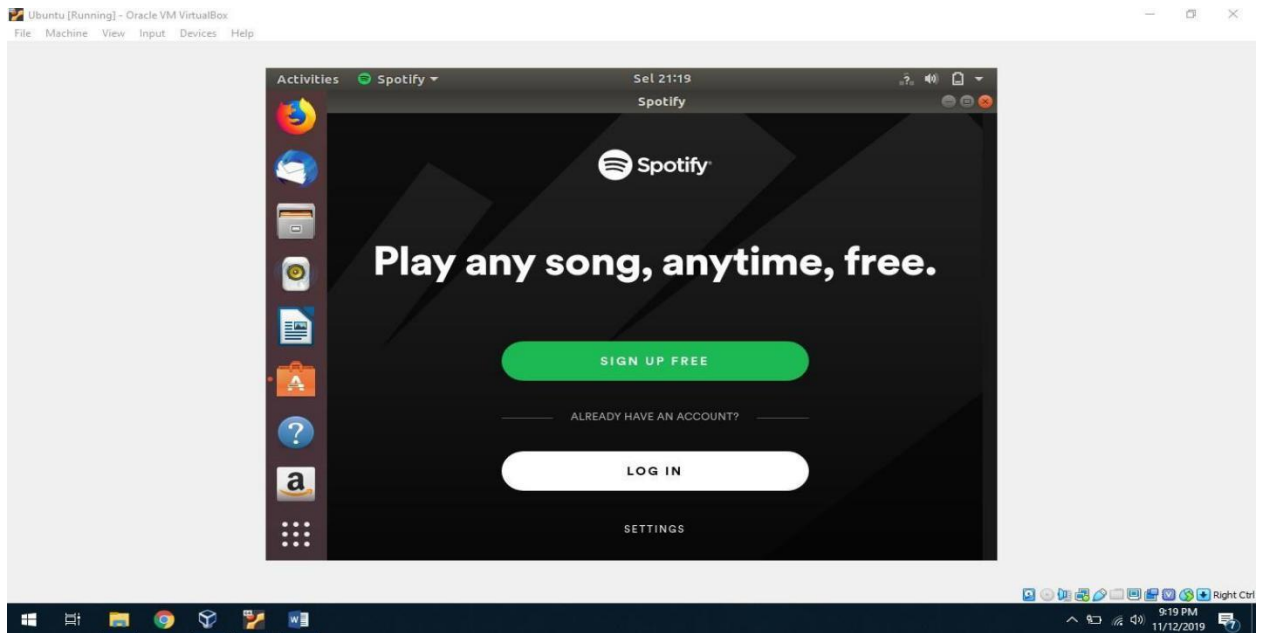 Ubuntu [Running] - Oracle VM VirtualBox
File Machine View Input Devices Help
Activities Spotify Sel 21:19
Spotify
Spotify
Play any song, anytime, free.
SIGN UP FREE
ALREADY HAVE AN ACCOUNT?
LOG IN
SETTINGS
Right Ctrl
9:19 PM
11/12/2019